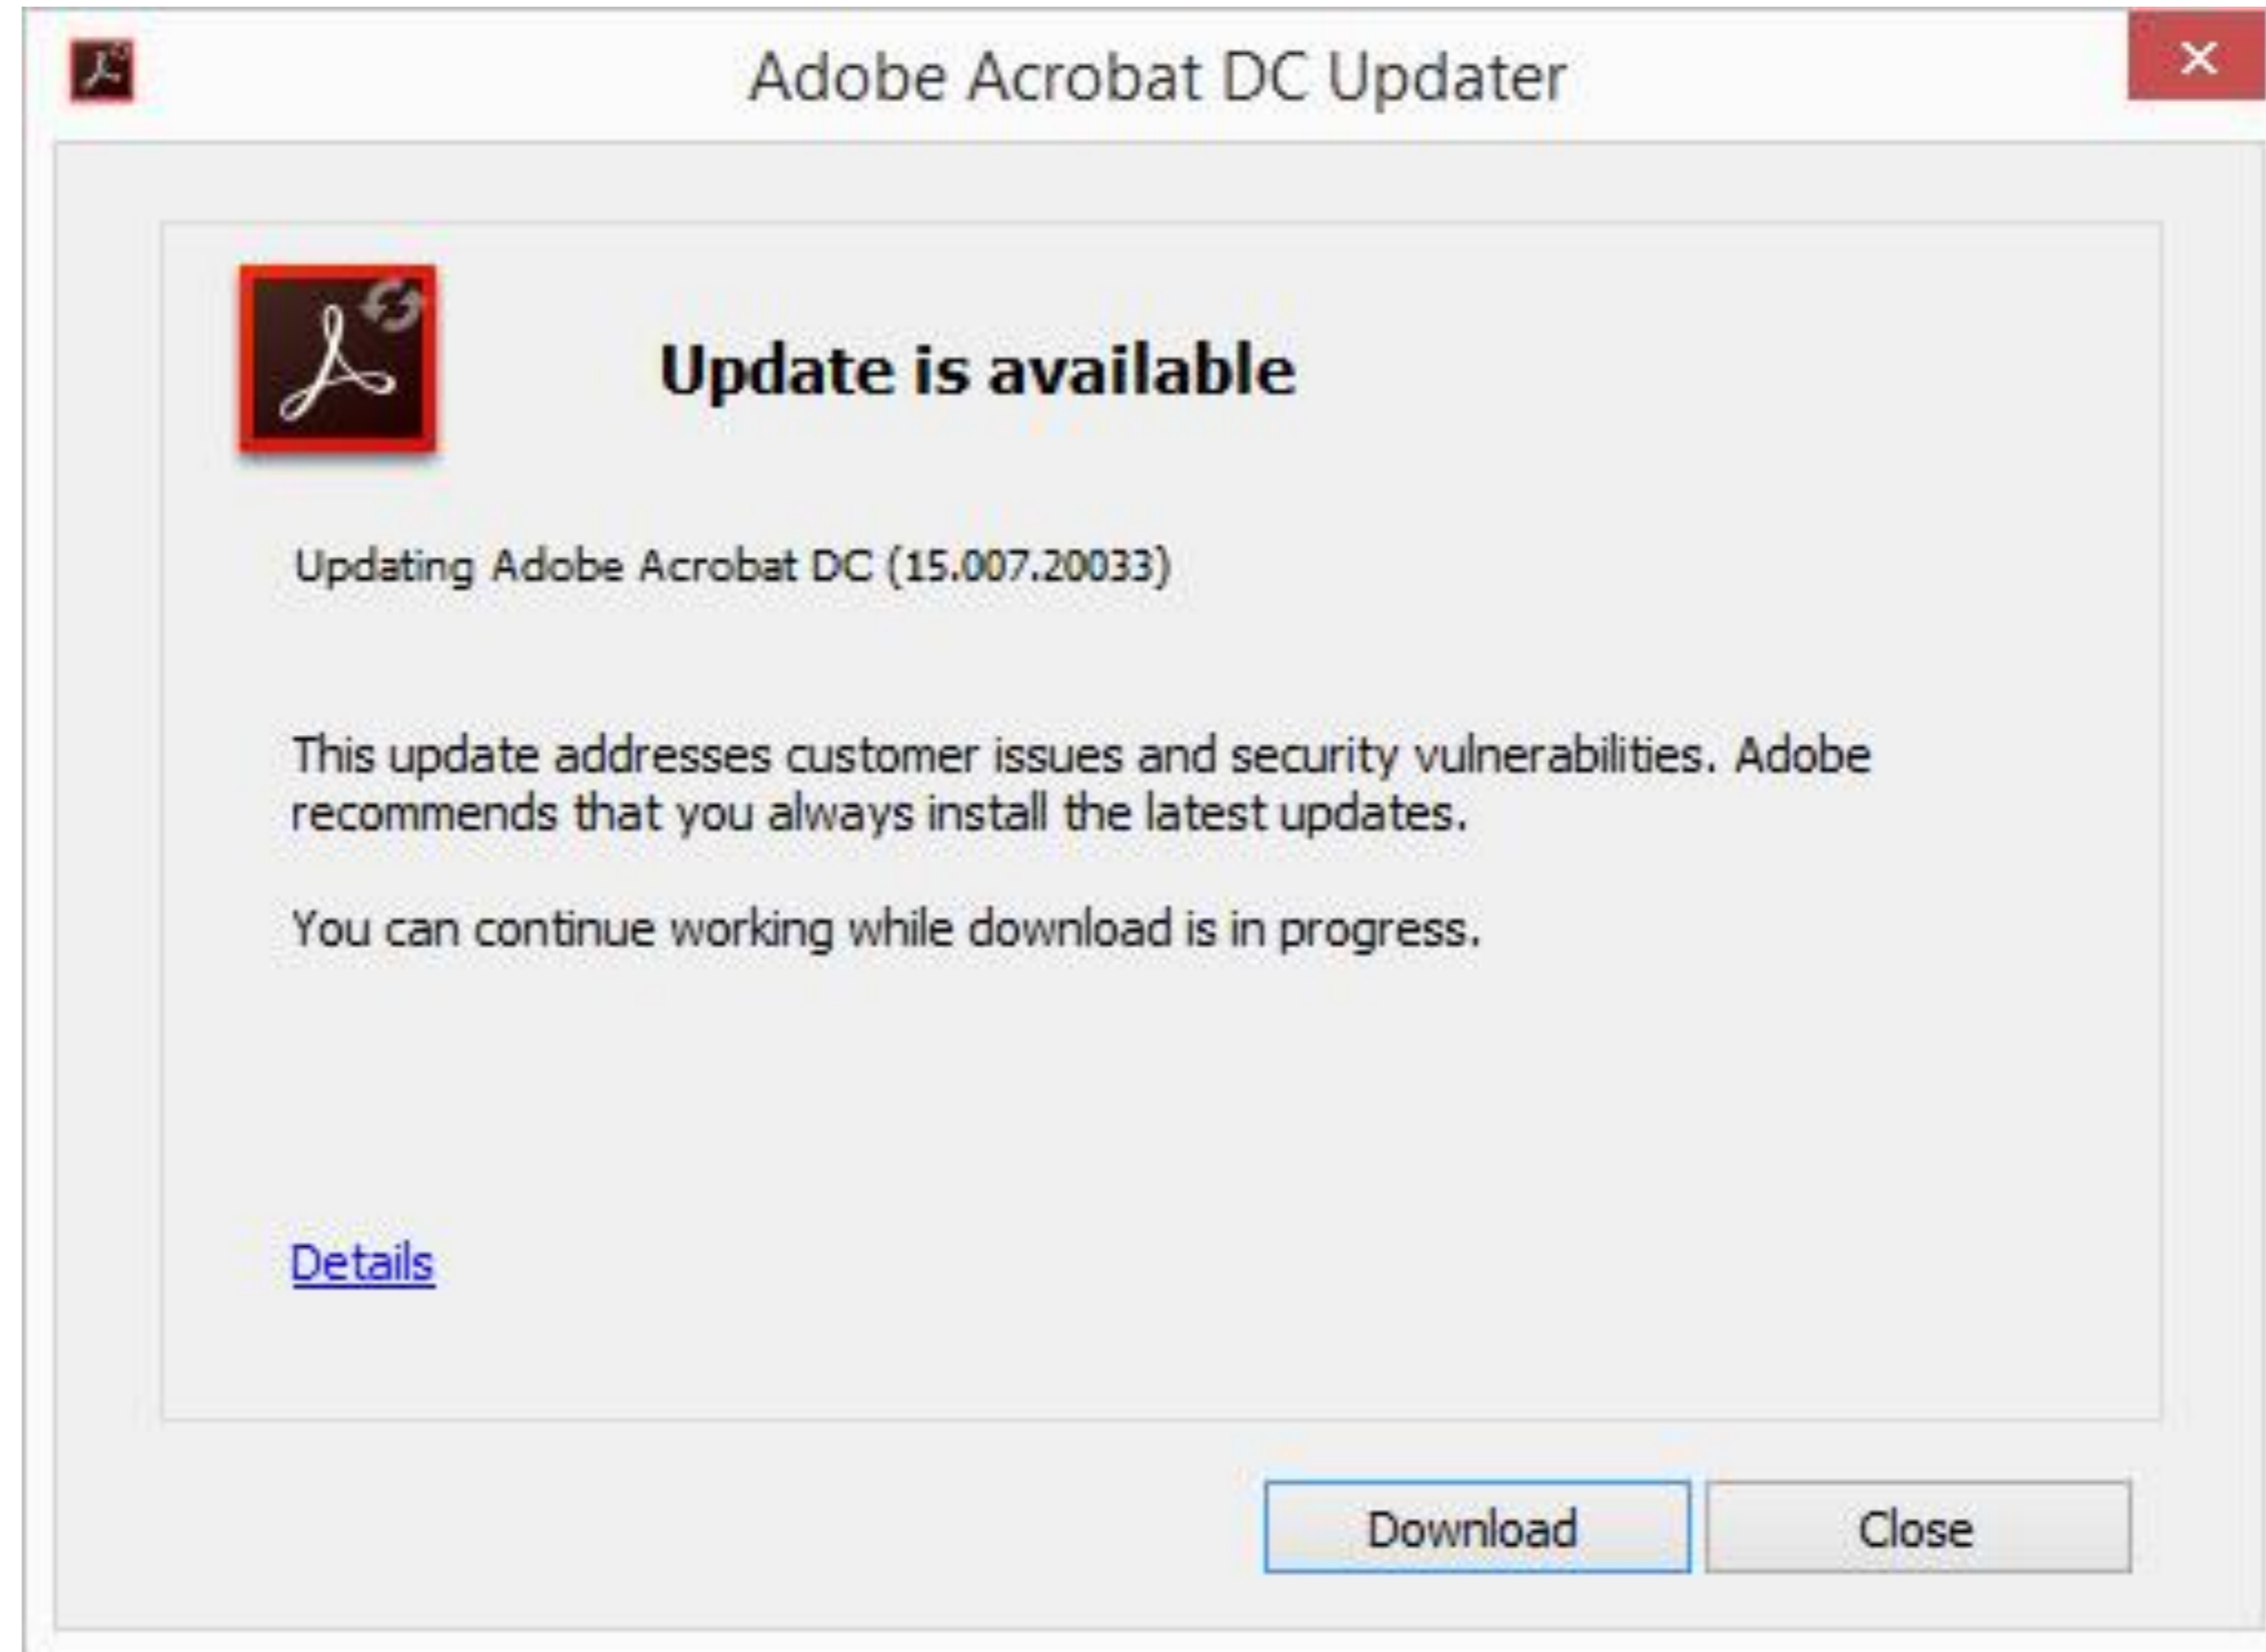 Adobe Acrobat DC Updater
Update is available
Updating Adobe Acrobat DC (15.007.20033)
This update addresses customer issues and security vulnerabilities. Adobe
recommends that you always install the latest updates.
You can continue working while download is in progress.
Details
Download
Close